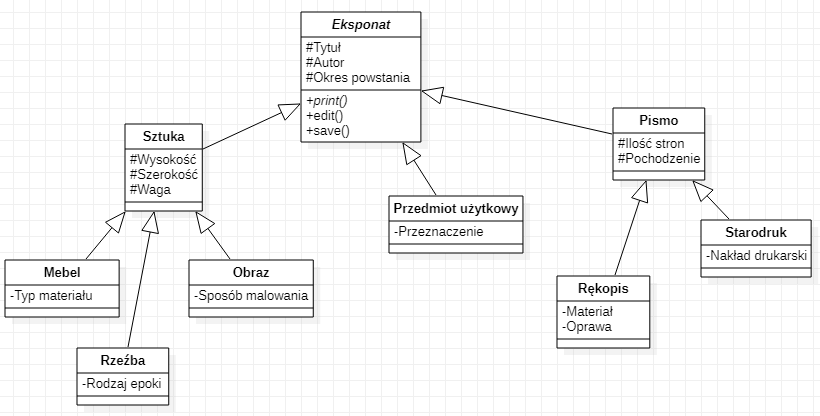 Eksponat
#Tytuł
#Autor
#Okres powstania
+print()
+edit()
+save()
Sztuka
#Wysokość
#Szerokość
#Waga
Pismo
#Ilość stron
#Pochodzenie
Przedmiot użytkowy
-Przeznaczenie
Starodruk
-Nakład drukarski
Mebel
-Typ materiału
Obraz
-Sposób malowania
Rękopis
-Materiał
-Oprawa
Rzeźba
-Rodzaj epoki